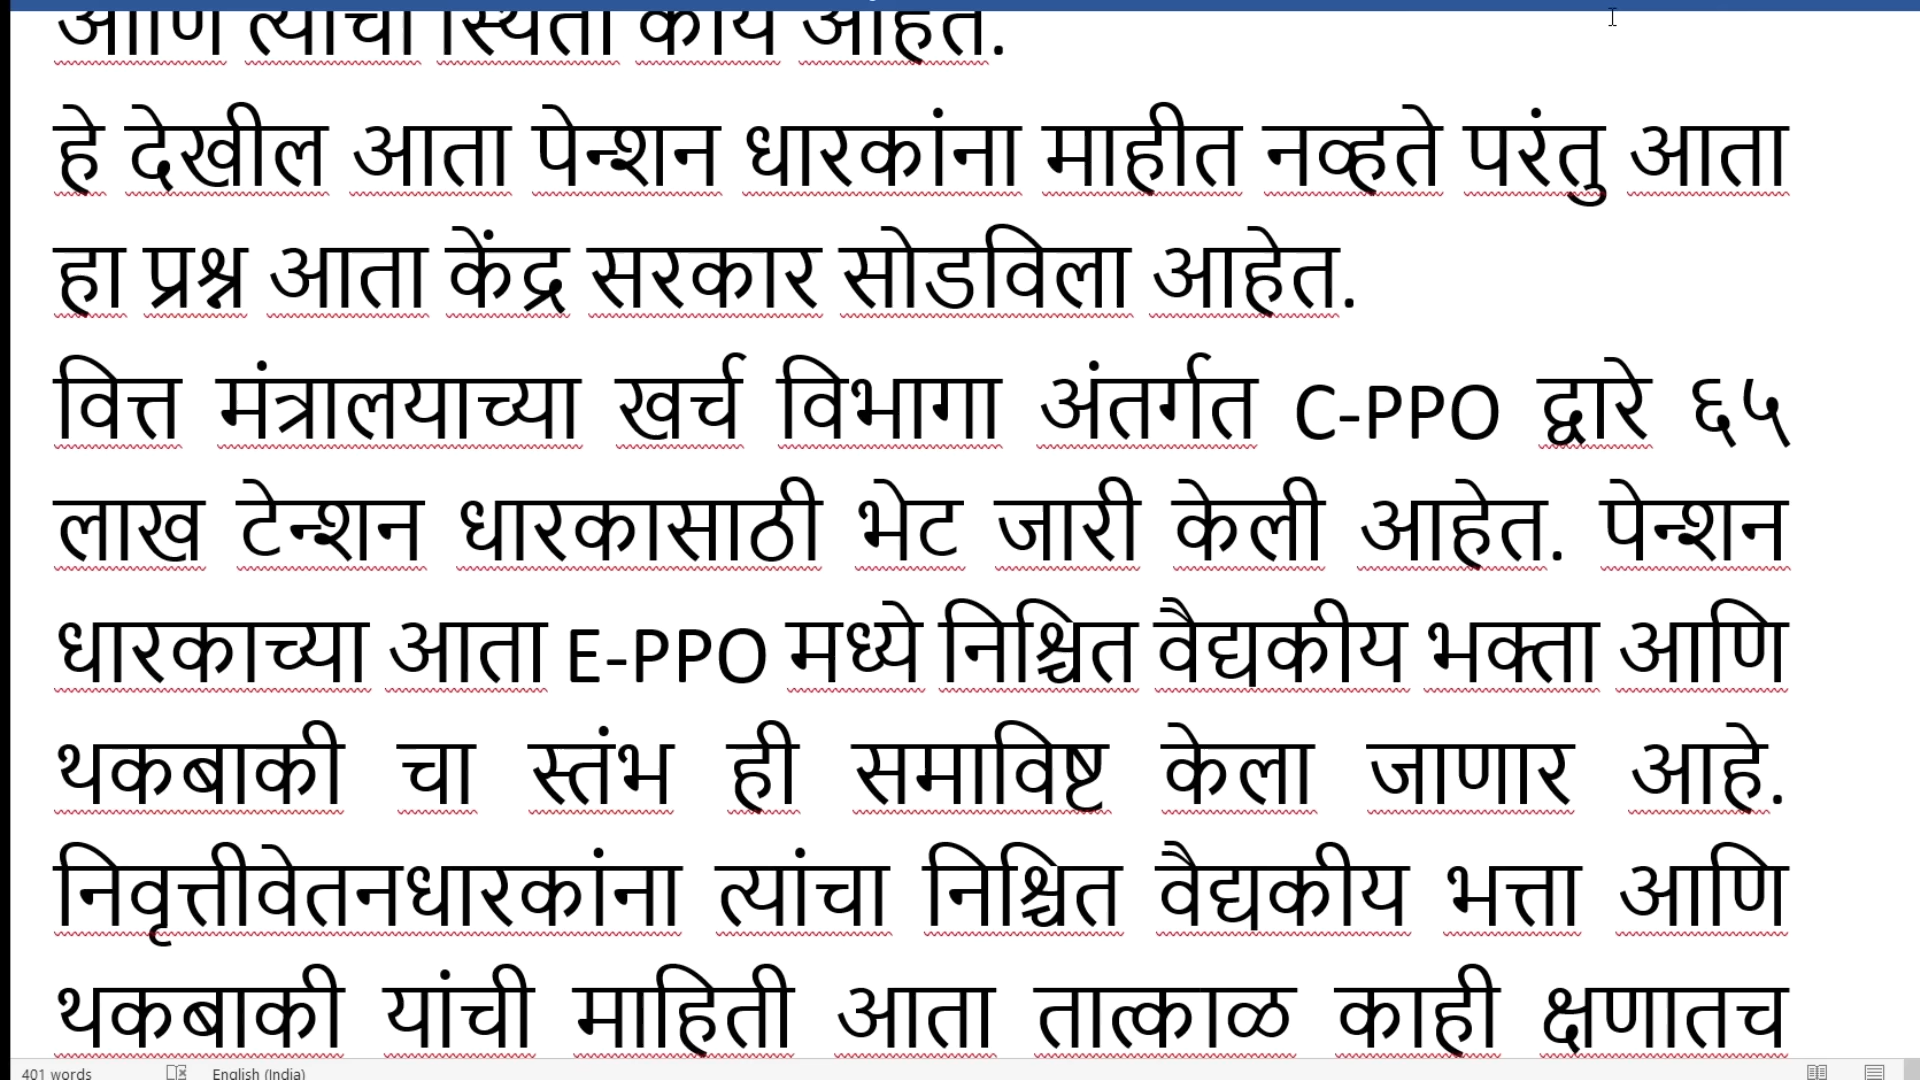 आणि त्यांची स्थिती काय आहेत.
हे देखील आता पेन्शन धारकांना माहीत नव्हते परंतु आता
हा प्रश्न आता केंद्र सरकार सोडविला आहेत.
वित्त मंत्रालयाच्या खर्च विभागा अंतर्गत C-PPO द्वारे ६५
लाख टेन्शन धारकासाठी भेट जारी केली आहेत. पेन्शन
धारकाच्या आता E-PPO मध्ये निश्चित वैद्यकीय भक्ता आणि
थकबाकी चा स्तंभ ही समाविष्ट केला जाणार आहे.
निवृत्तीवेतनधारकांना त्यांचा निश्चित वैद्यकीय भत्ता आणि
थकबाकी यांची माहिती आता तात्काळ काही क्षणातच
401 words English (India)